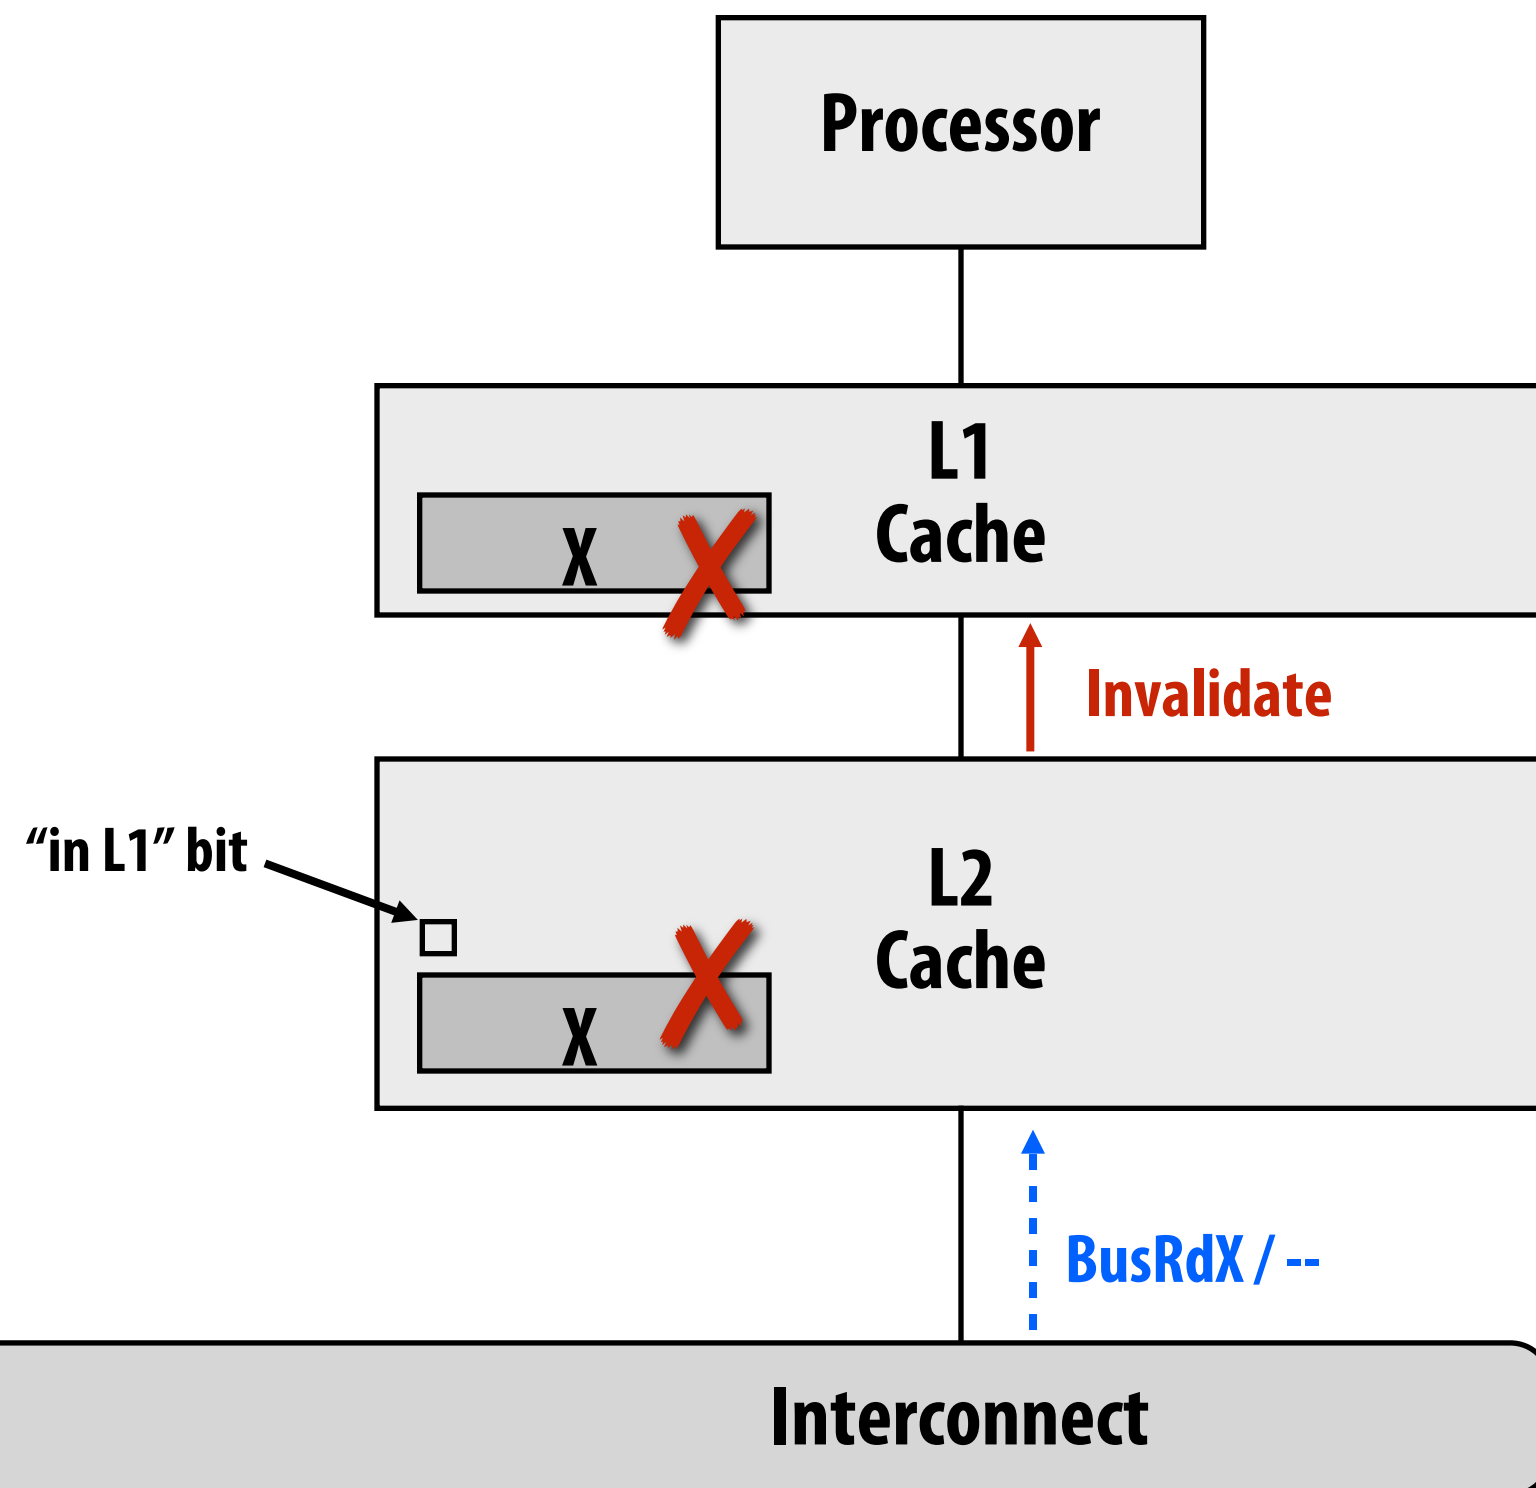 Processor
L1
Cache
X
Invalidate
“in L1” bit
L2
Cache
X
BusRdX / --
Interconnect